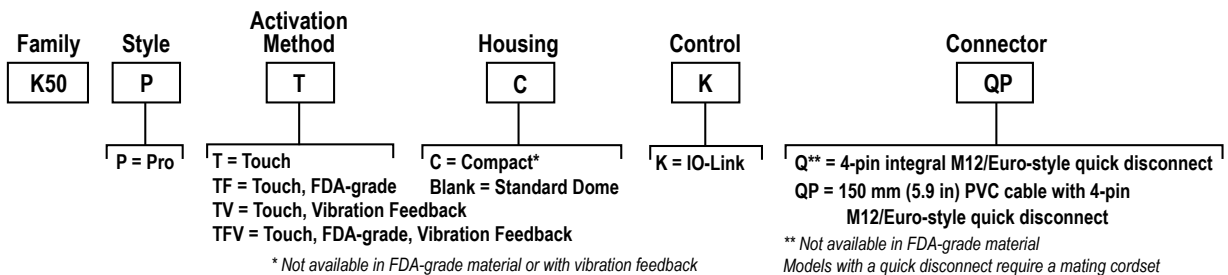 Family
Style
Activation
Method
Housing
Control
Connector
K50
P
T
C
K
QP
P = Pro
T = Touch
TF = Touch, FDA-grade
TV = Touch, Vibration Feedback
TFV = Touch, FDA-grade, Vibration Feedback
C = Compact*
Blank = Standard Dome
* Not available in FDA-grade material or with vibration feedback
K = IO-Link
Q** = 4-pin integral M12/Euro-style quick disconnect
QP = 150 mm (5.9 in) PVC cable with 4-pin
M12/Euro-style quick disconnect
** Not available in FDA-grade material
Models with a quick disconnect require a mating cordset